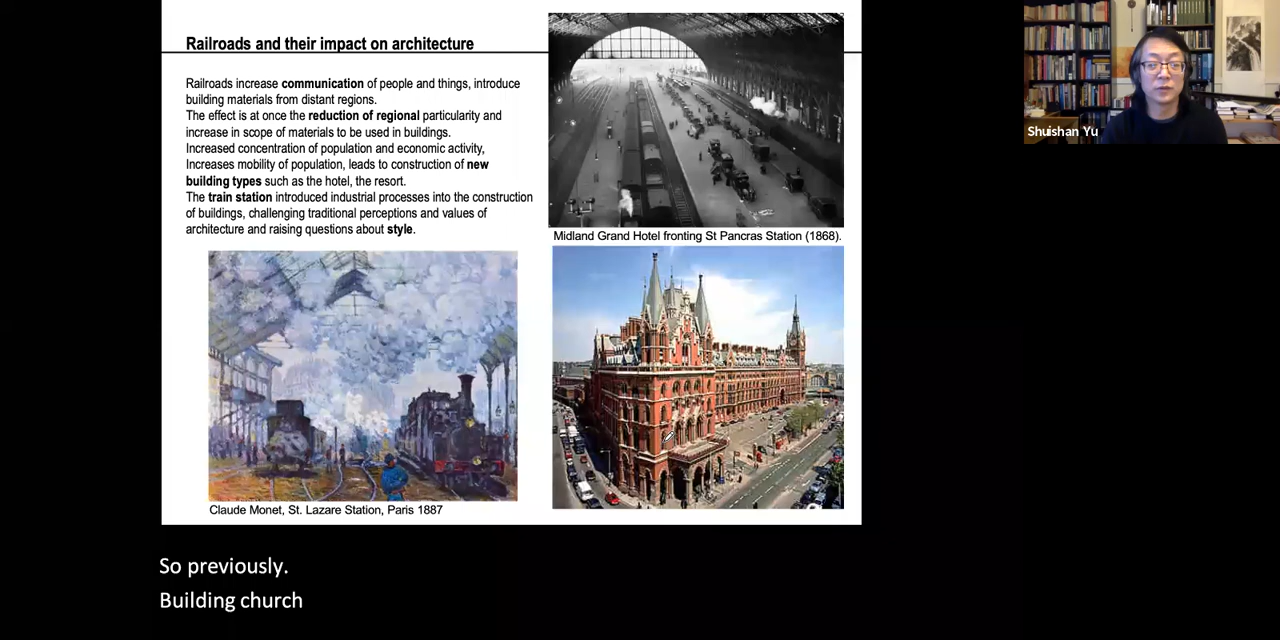 Railroads and their impact on architecture
Railroads increase communication of people and things, introduce
building materials from distant regions.
The effect is at once the reduction of regional particularity and
increase in scope of materials to be used in buildings.
Increased concentration of population and economic activity,
Increases mobility of population, leads to construction of new
building types such as the hotel, the resort.
The train station introduced industrial processes into the construction
of buildings, challenging traditional perceptions and values of
architecture and raising questions about style.
Midland Grand Hotel fronting St Pancras Station (1868).
Claude Monet, St. Lazare Station, Paris 1887
Shuishan Yu
So previously.
Building church